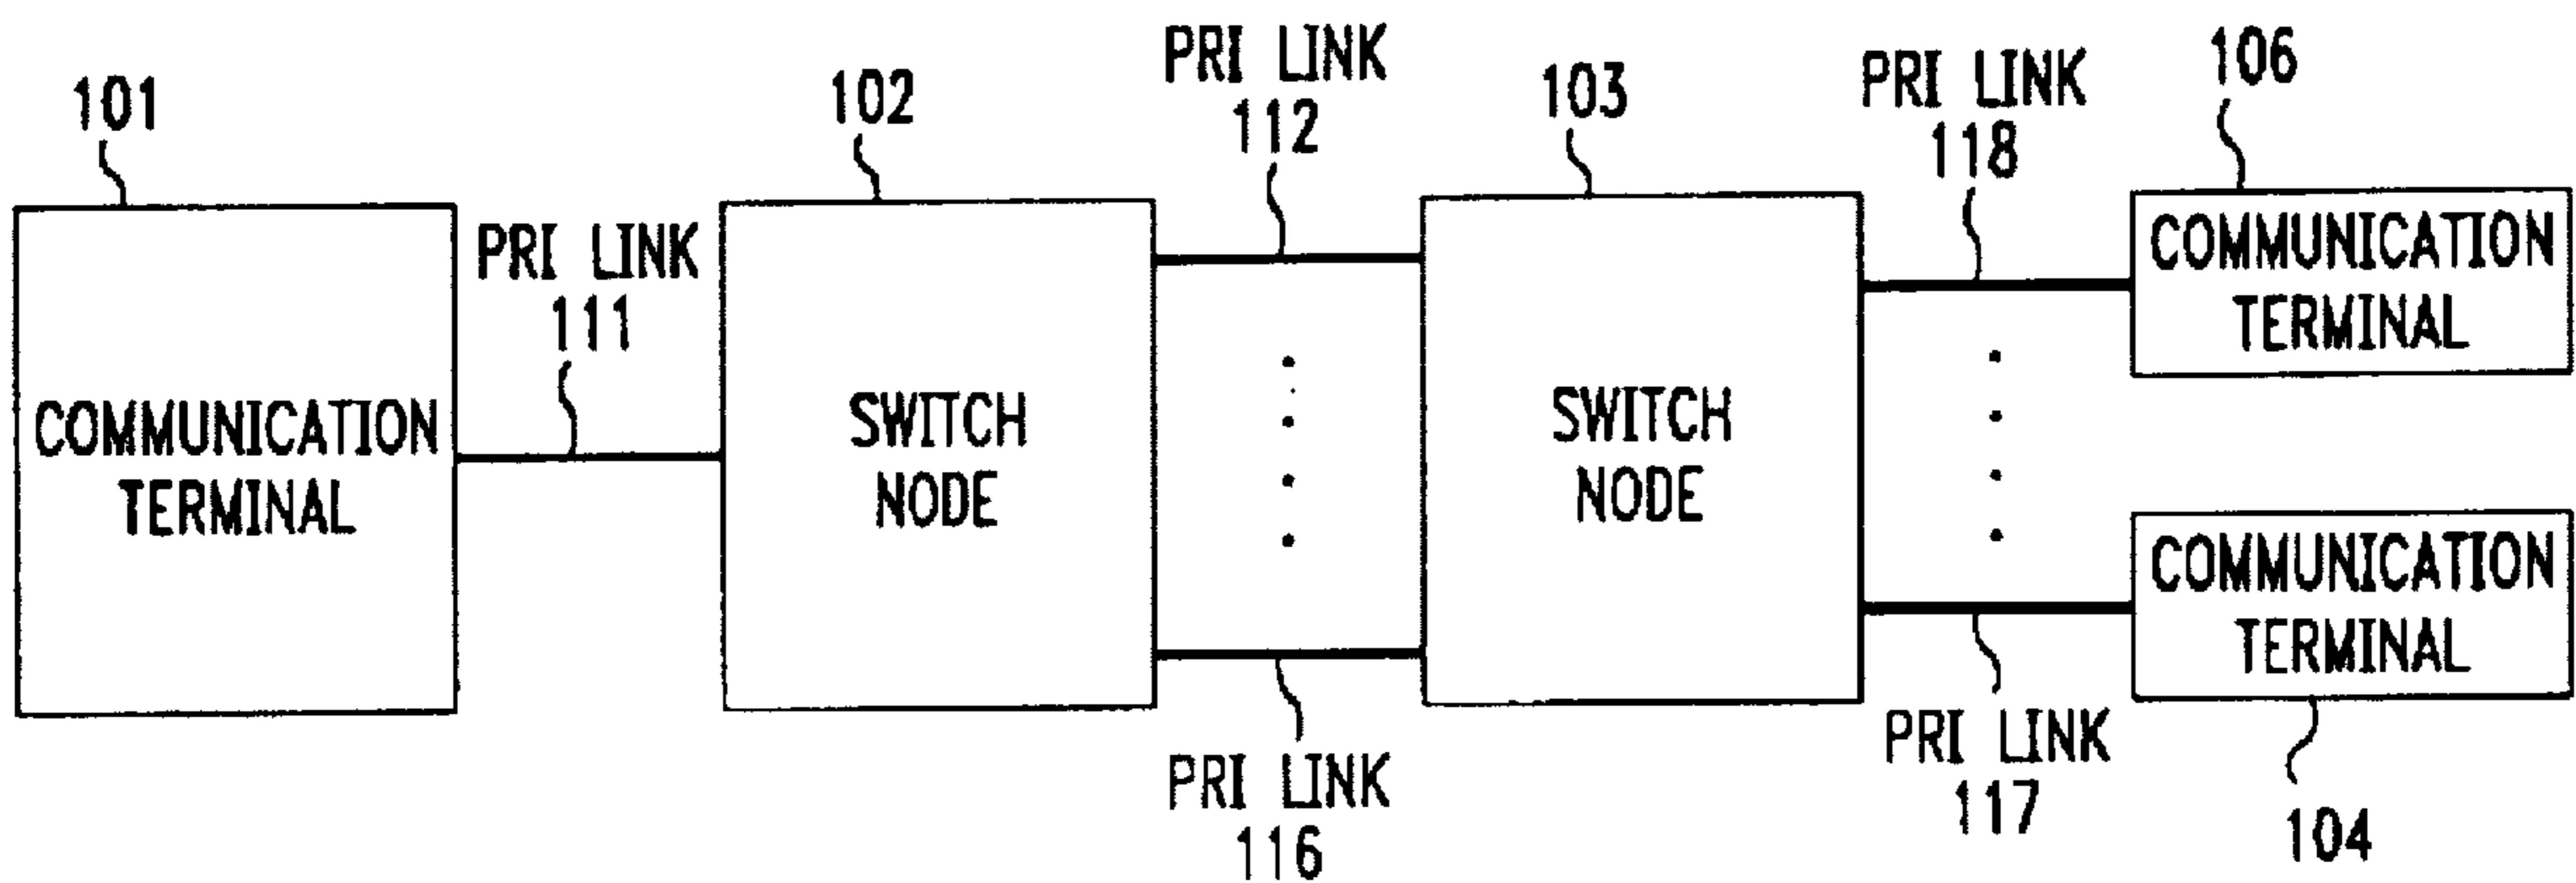 101
COMMUNICATION
TERMINAL
PRI LINK
111
102
SWITCH
NODE
PRI LINK
112
PRI LINK
116
103
SWITCH
NODE
PRI LINK
118
106
COMMUNICATION
TERMINAL
COMMUNICATION
TERMINAL
PRI LINK
117
104